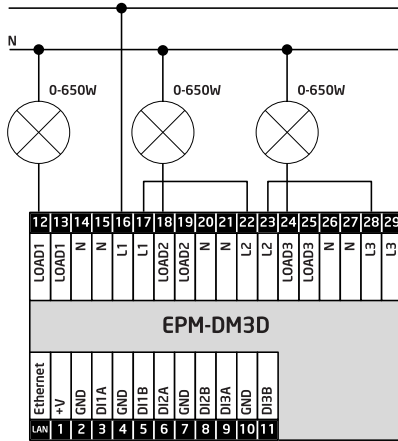 N
0-650W 0-650W 0-650W
12 13 14 15 16 17 18 19 20 21 22 23 24 25 26 27 28 29
LOAD1 LOAD1 N N L1 L1 LOAD2 LOAD2 N N L2 L2 LOAD3 LOAD3 N N L3 L3
EPM-DM3D
Ethernet +V GND DI1A GND DI1B DI2A GND DI2B DI3A GND DI3B
LAN 1 2 3 4 5 6 7 8 9 10 11